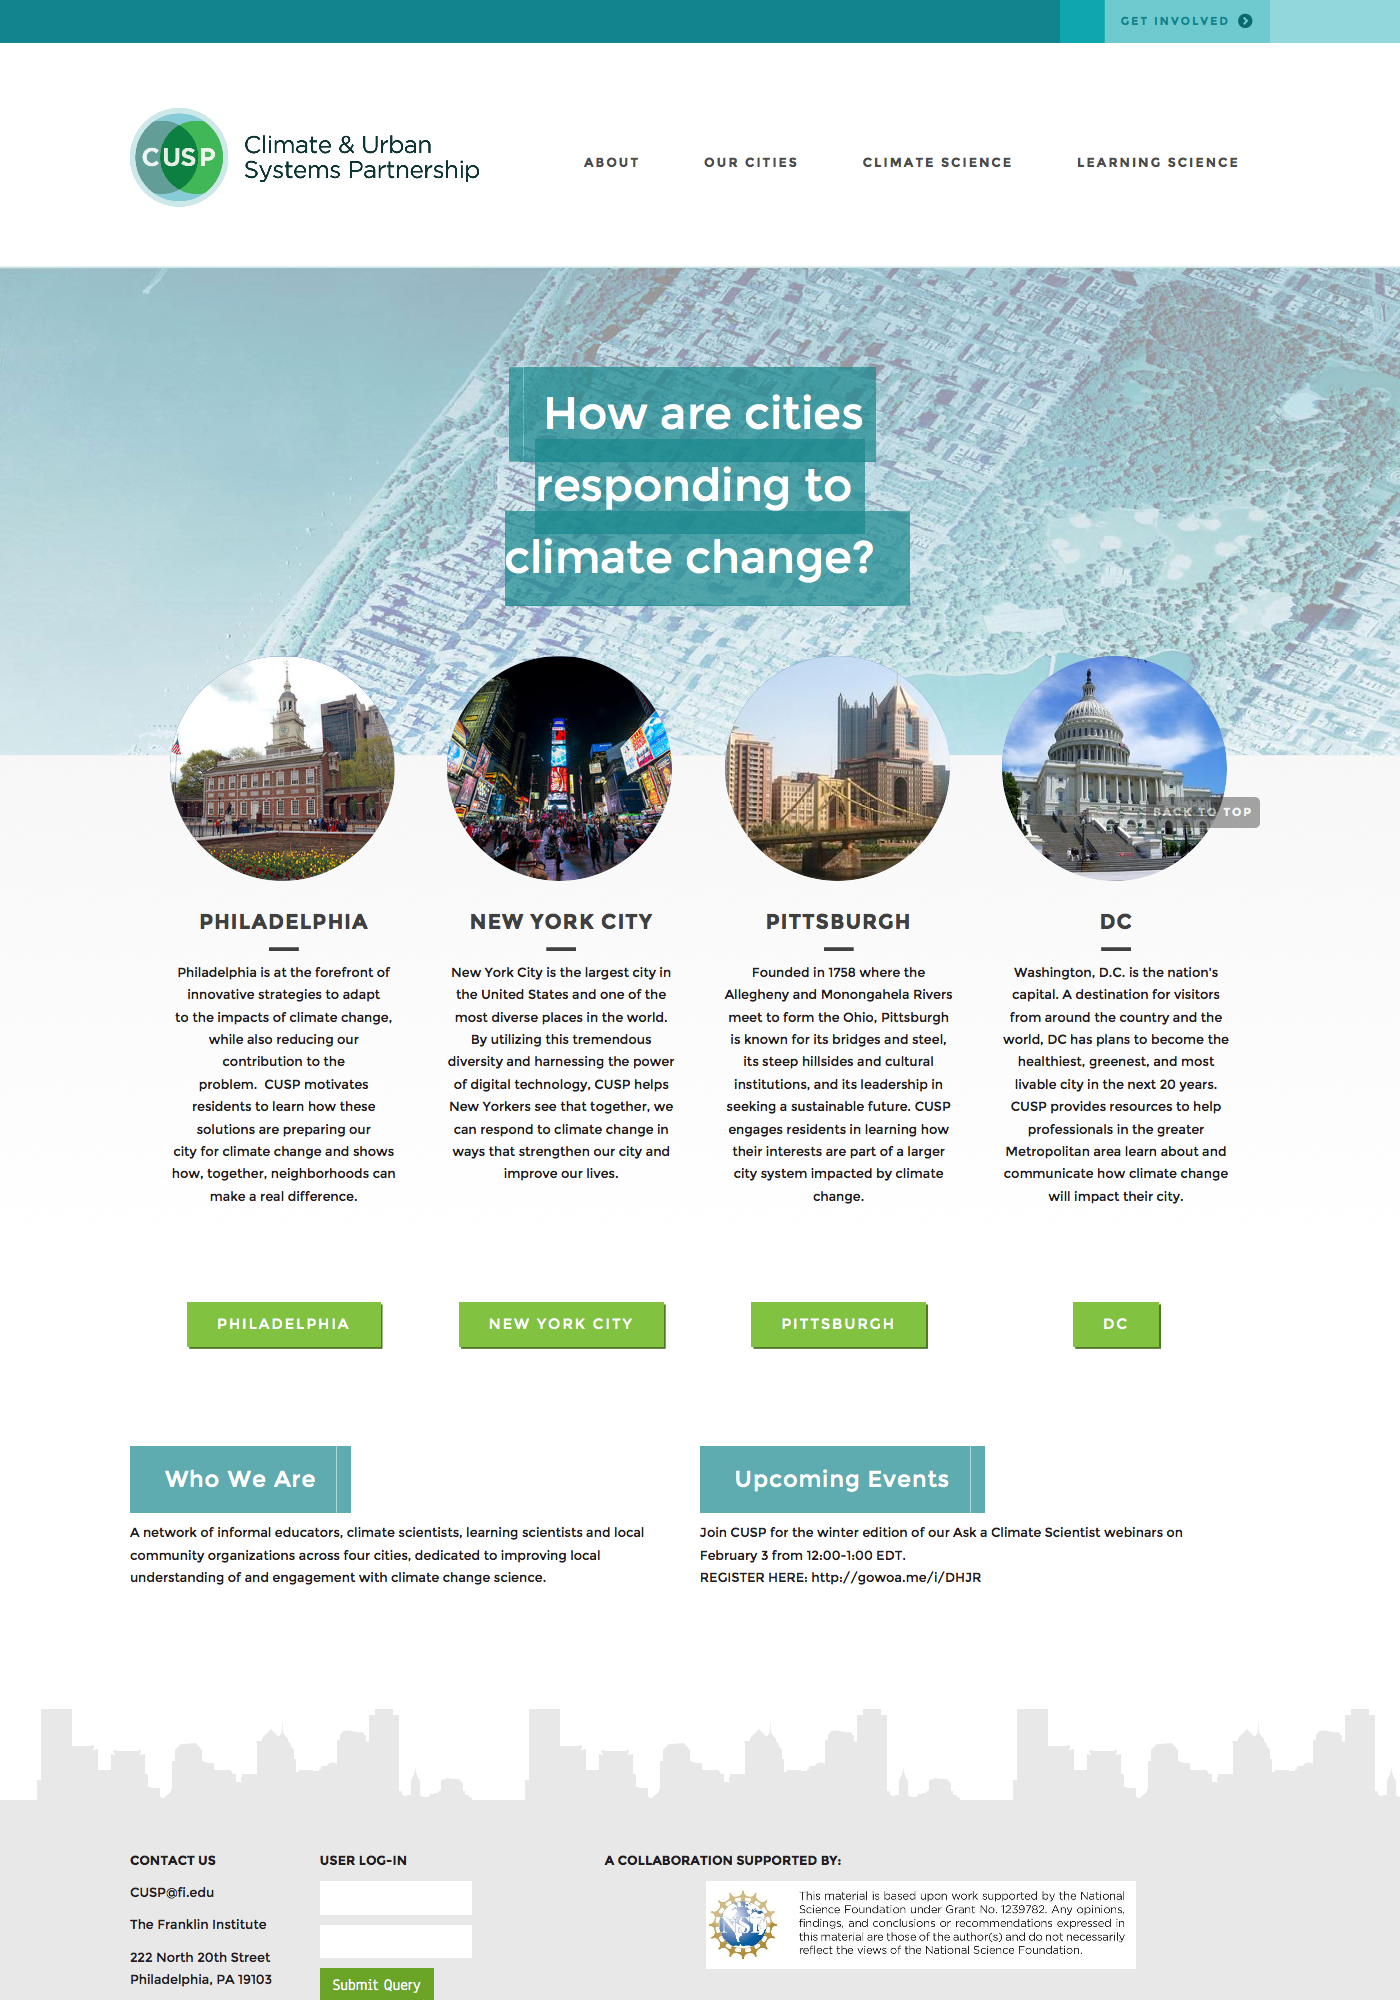 GET INVOLVED
CUSP
Climate & Urban
Systems Partnership
ABOUT
OUR CITIES
CLIMATE SCIENCE
LEARNING SCIENCE
How are cities
responding to
climate change?
BACK TO TOP
PHILADELPHIA
Philadelphia is at the forefront of
innovative strategies to adapt
to the impacts of climate change,
while also reducing our
contribution to the
problem.  CUSP motivates
residents to learn how these
solutions are preparing our
city for climate change and shows
how, together, neighborhoods can
make a real difference.
NEW YORK CITY
New York City is the largest city in
the United States and one of the
most diverse places in the world.
By utilizing this tremendous
diversity and harnessing the power
of digital technology, CUSP helps
New Yorkers see that together, we
can respond to climate change in
ways that strengthen our city and
improve our lives.
PITTSBURGH
Founded in 1758 where the
Allegheny and Monongahela Rivers
meet to form the Ohio, Pittsburgh
is known for its bridges and steel,
its steep hillsides and cultural
institutions, and its leadership in
seeking a sustainable future. CUSP
engages residents in learning how
their interests are part of a larger
city system impacted by climate
change.
DC
Washington, D.C. is the nation's
capital. A destination for visitors
from around the country and the
world, DC has plans to become the
healthiest, greenest, and most
livable city in the next 20 years.
CUSP provides resources to help
professionals in the greater
Metropolitan area learn about and
communicate how climate change
will impact their city.
PHILADELPHIA
NEW YORK CITY
PITTSBURGH
DC
Who We Are
A network of informal educators, climate scientists, learning scientists and local
community organizations across four cities, dedicated to improving local
understanding of and engagement with climate change science.
Upcoming Events
Join CUSP for the winter edition of our Ask a Climate Scientist webinars on
February 3 from 12:00-1:00 EDT.
REGISTER HERE: http://gowoa.me/i/DHJR
CONTACT US
CUSP@fi.edu
The Franklin Institute
222 North 20th Street
Philadelphia, PA 19103
USER LOG-IN
Submit Query
A COLLABORATION SUPPORTED BY:
NSF
This material is based upon work supported by the National
Science Foundation under Grant No. 1239782. Any opinions,
findings, and conclusions or recommendations expressed in
this material are those of the author(s) and do not necessarily
reflect the views of the National Science Foundation.